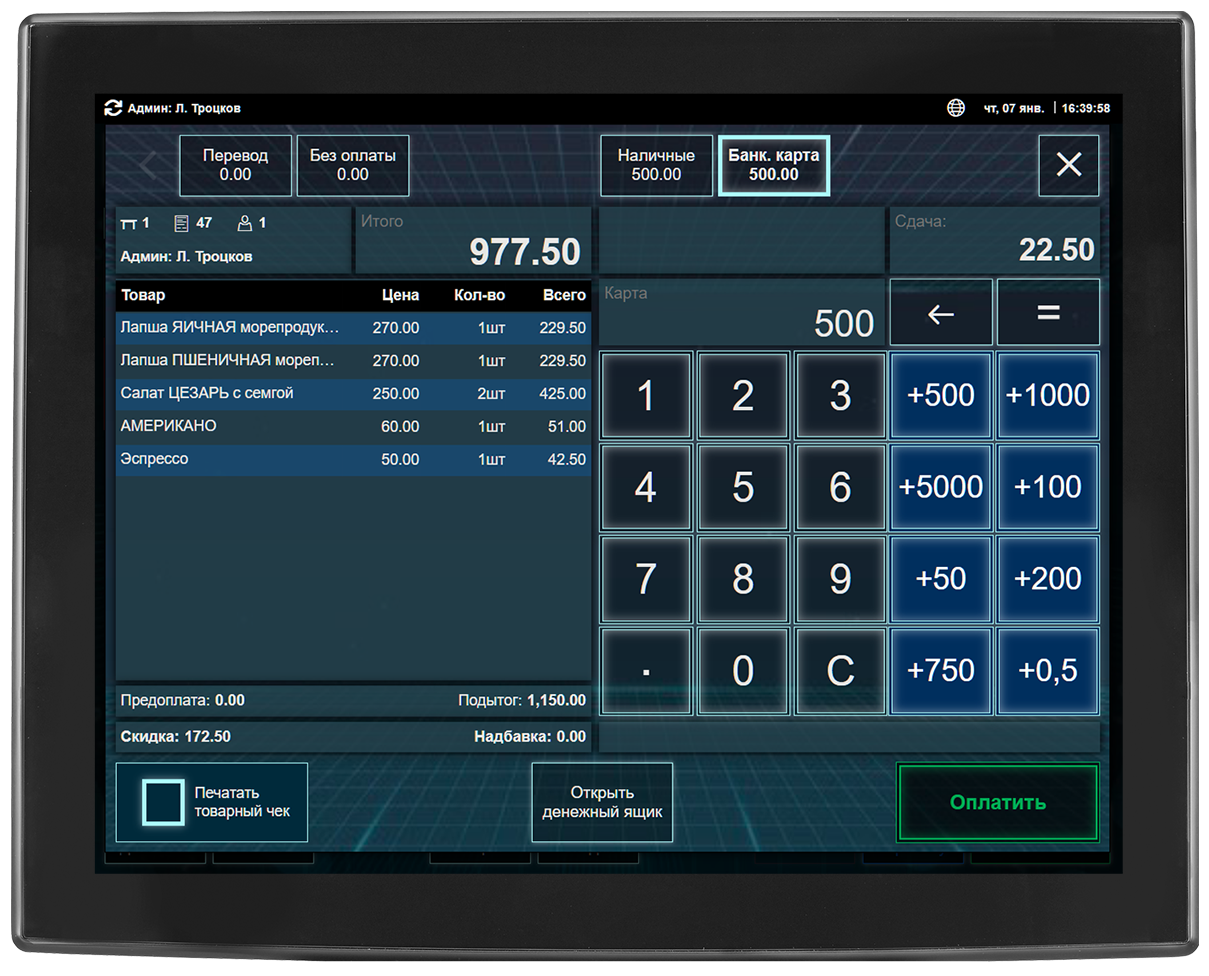 Админ: Л. Троцков
чт, 07 янв. | 16:39:58
Перевод
0.00
Без оплаты
0.00
Наличные
500.00
Банк. карта
500.00
1 47 1
Админ: Л. Троцков
Итого
977.50
Сдача:
22.50
Товар Цена Кол-во Всего
Лапша ЯИЧНАЯ морепродук... 270.00 1шт 229.50
Лапша ПШЕНИЧНАЯ мореп... 270.00 1шт 229.50
Салат ЦЕЗАРЬ с семгой 250.00 2шт 425.00
АМЕРИКАНО 60.00 1шт 51.00
Эспрессо 50.00 1шт 42.50
Предоплата: 0.00 Подытог: 1,150.00
Скидка: 172.50 Надбавка: 0.00
Карта
500
← =
1 2 3 +500 +1000
4 5 6 +5000 +100
7 8 9 +50 +200
. 0 C +750 +0,5
Печатать
товарный чек
Открыть
денежный ящик
Оплатить